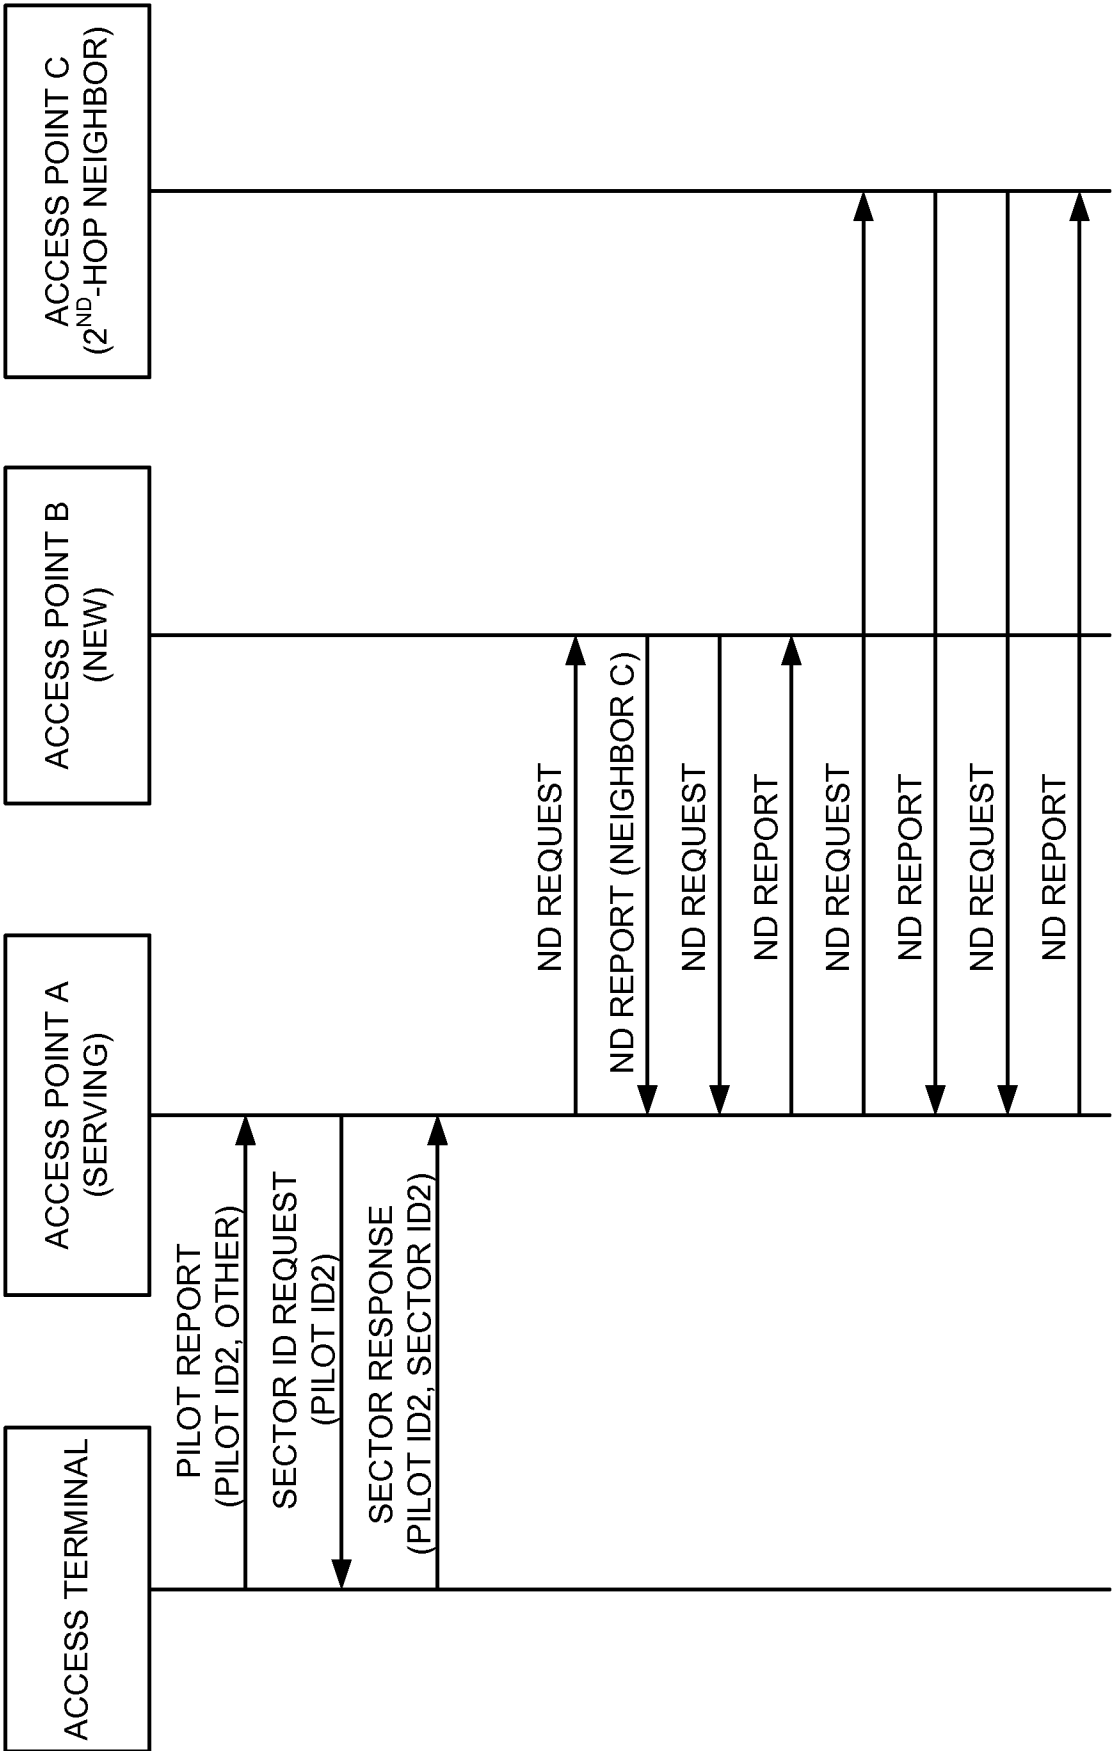 ACCESS TERMINAL
ACCESS POINT A
(SERVING)
ACCESS POINT B
(NEW)
ACCESS POINT C
(2ND-HOP NEIGHBOR)
PILOT REPORT
(PILOT ID2, OTHER)
SECTOR ID REQUEST
(PILOT ID2)
SECTOR RESPONSE
(PILOT ID2, SECTOR ID2)
ND REQUEST
ND REPORT (NEIGHBOR C)
ND REQUEST
ND REPORT
ND REQUEST
ND REPORT
ND REQUEST
ND REPORT